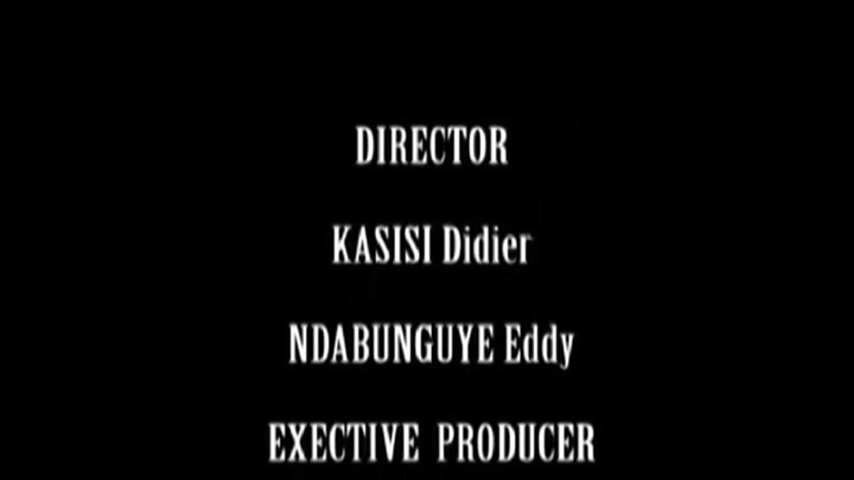 DIRECTOR
KASISI Didier
NDABUNGUYE Eddy
EXECTIVE PRODUCER